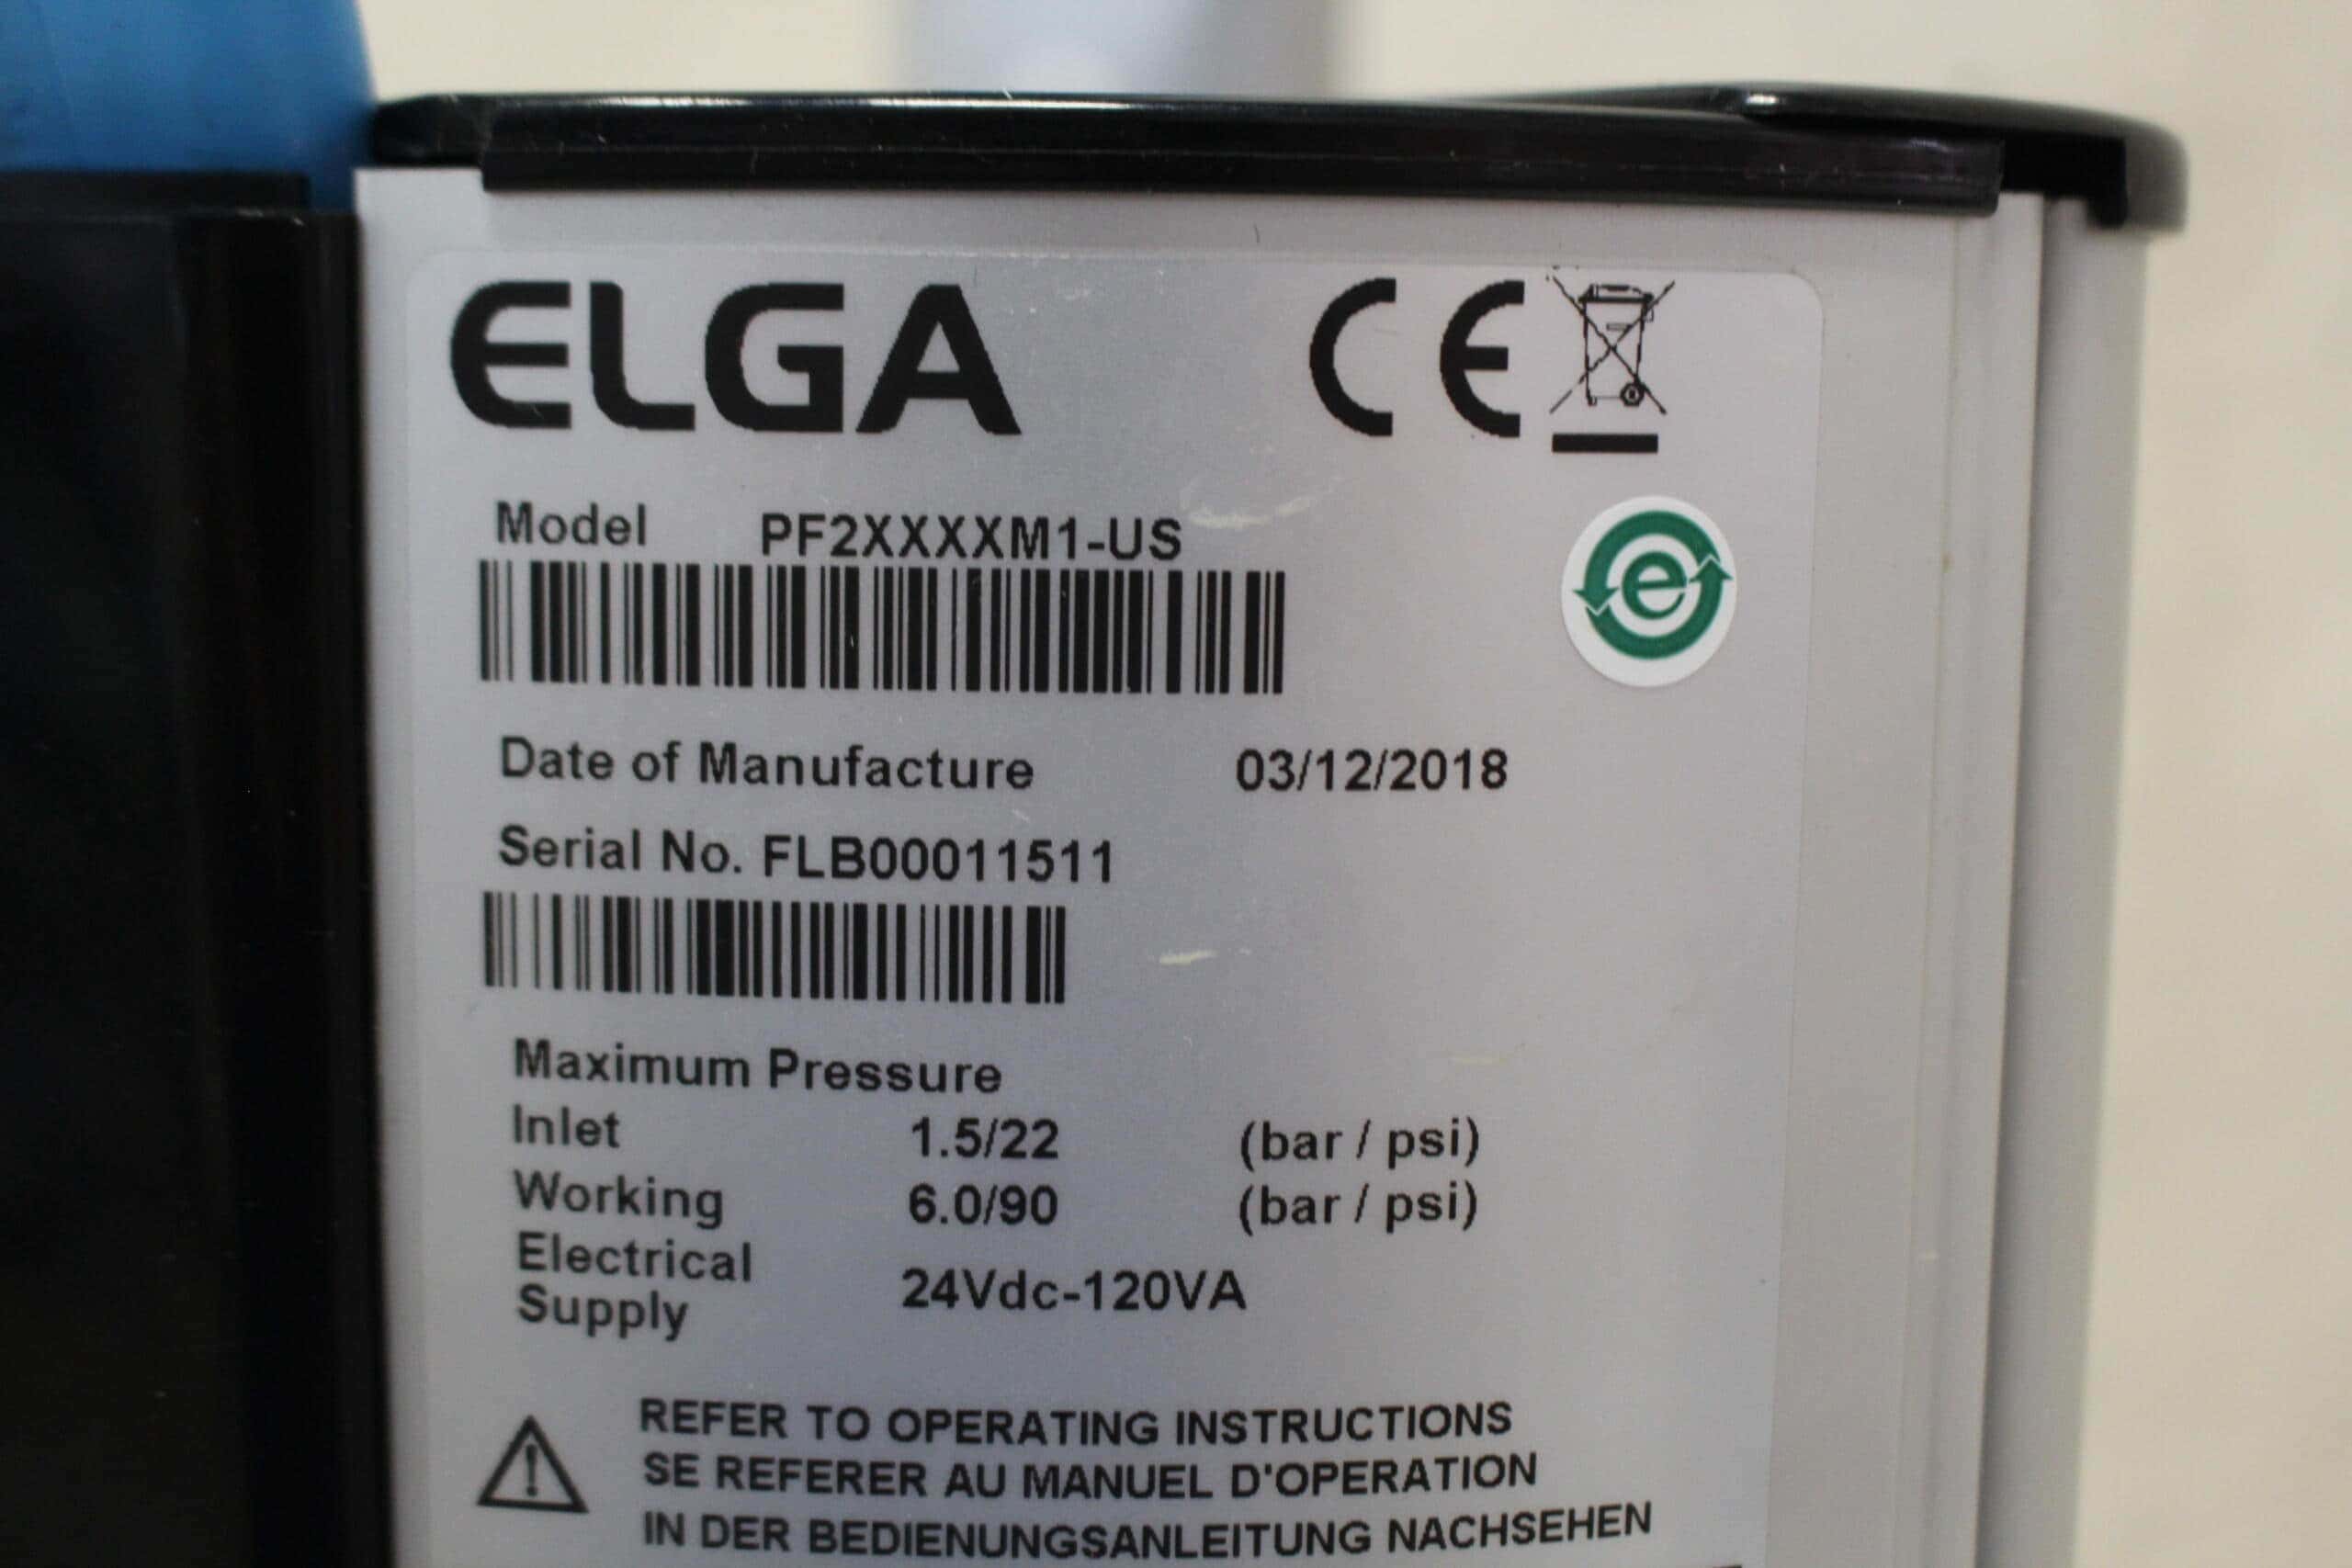 ELGA CE
Model PF2XXXXM1-US
e
Date of Manufacture 03/12/2018
Serial No. FLB00011511
Maximum Pressure
Inlet 1.5/22 (bar / psi)
Working 6.0/90 (bar / psi)
Electrical
Supply 24Vdc-120VA
REFER TO OPERATING INSTRUCTIONS
SE REFERER AU MANUEL D'OPERATION
IN DER BEDIENUNGSANLEITUNG NACHSEHEN